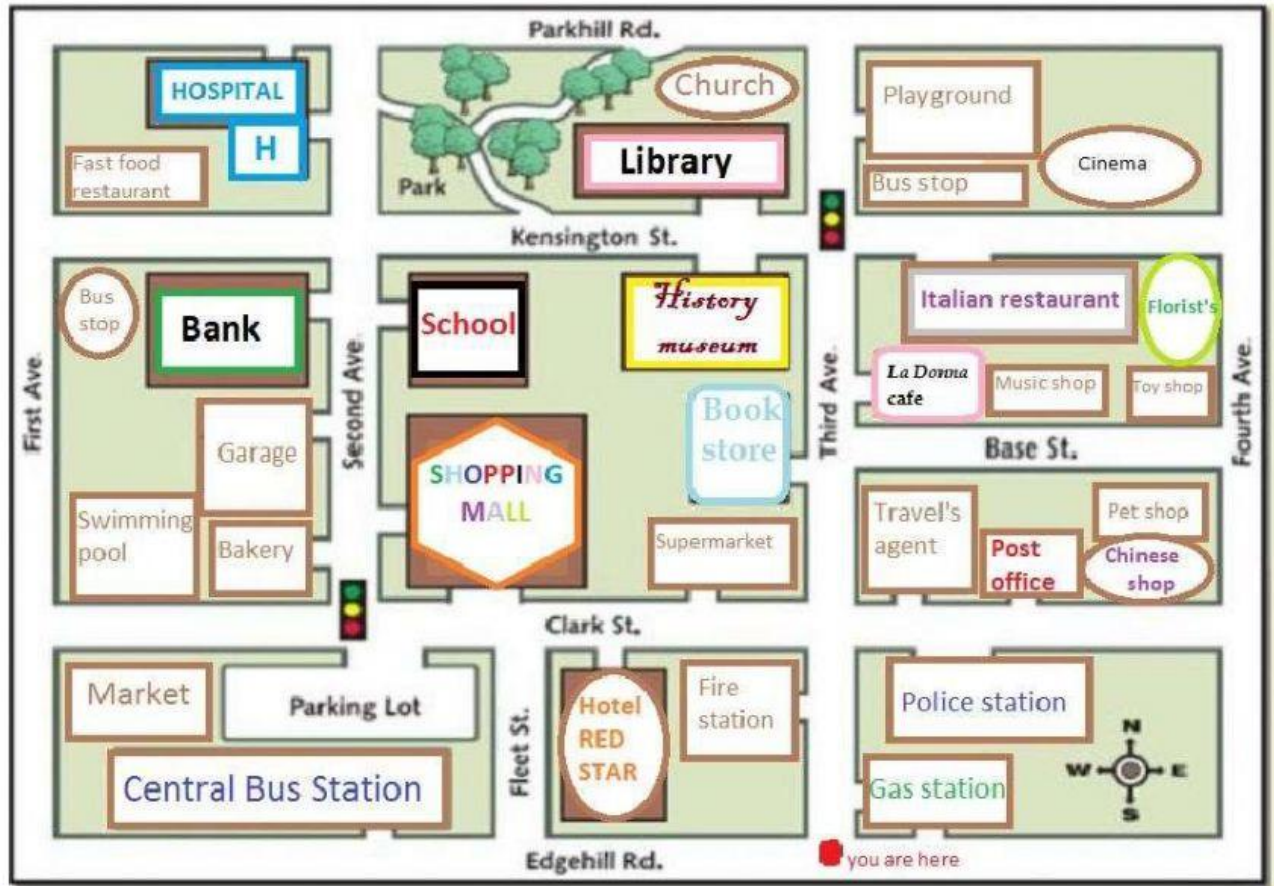 Parkhill Rd.
HOSPITAL
H
Fast food
restaurant
Church
Library
Park
Playground
Cinema
Bus stop
Kensington St.
Bus
stop
Bank
School
History
museum
Italian restaurant
Florist's
La Donna
cafe
Music shop
Toy shop
First Ave.
Second Ave.
Third Ave.
Fourth Ave.
Garage
SHOPPING
MALL
Book
store
Base St.
Swimming
pool
Bakery
Supermarket
Travel's
agent
Post
office
Pet shop
Chinese
shop
Clark St.
Market
Parking Lot
Fleet St.
Hotel
RED
STAR
Fire
station
Police station
N
W
E
S
Central Bus Station
Gas station
Edgehill Rd.
you are here